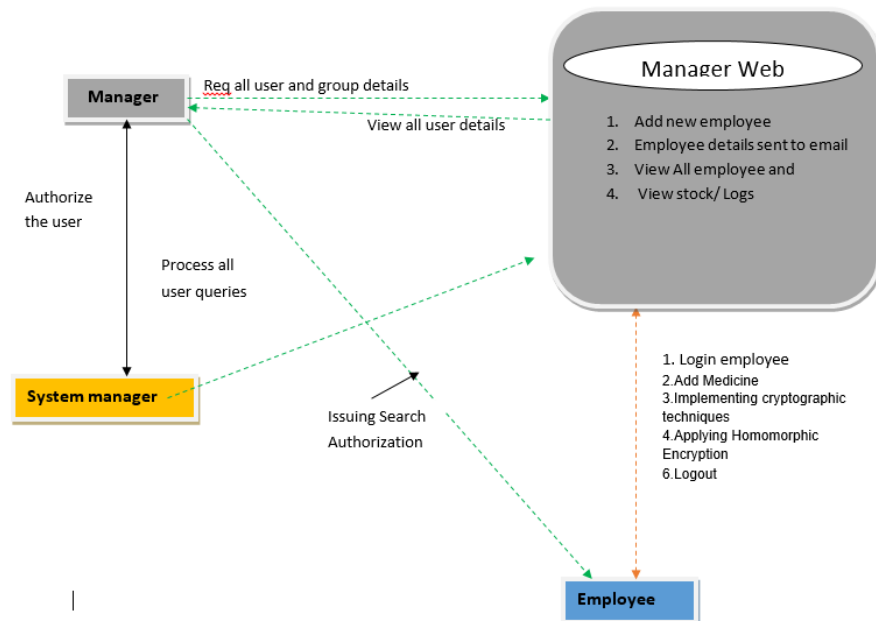 Manager Web
Req all user and group details
Manager
View all user details
1. Add new employee
2. Employee details sent to email
3. View All employee and
4. View stock/ Logs
Authorize
the user
Process all
user queries
System manager
Issuing Search
Authorization
1. Login employee
2.Add Medicine
3.Implementing cryptographic
techniques
4.Applying Homomorphic
Encryption
6.Logout
Employee